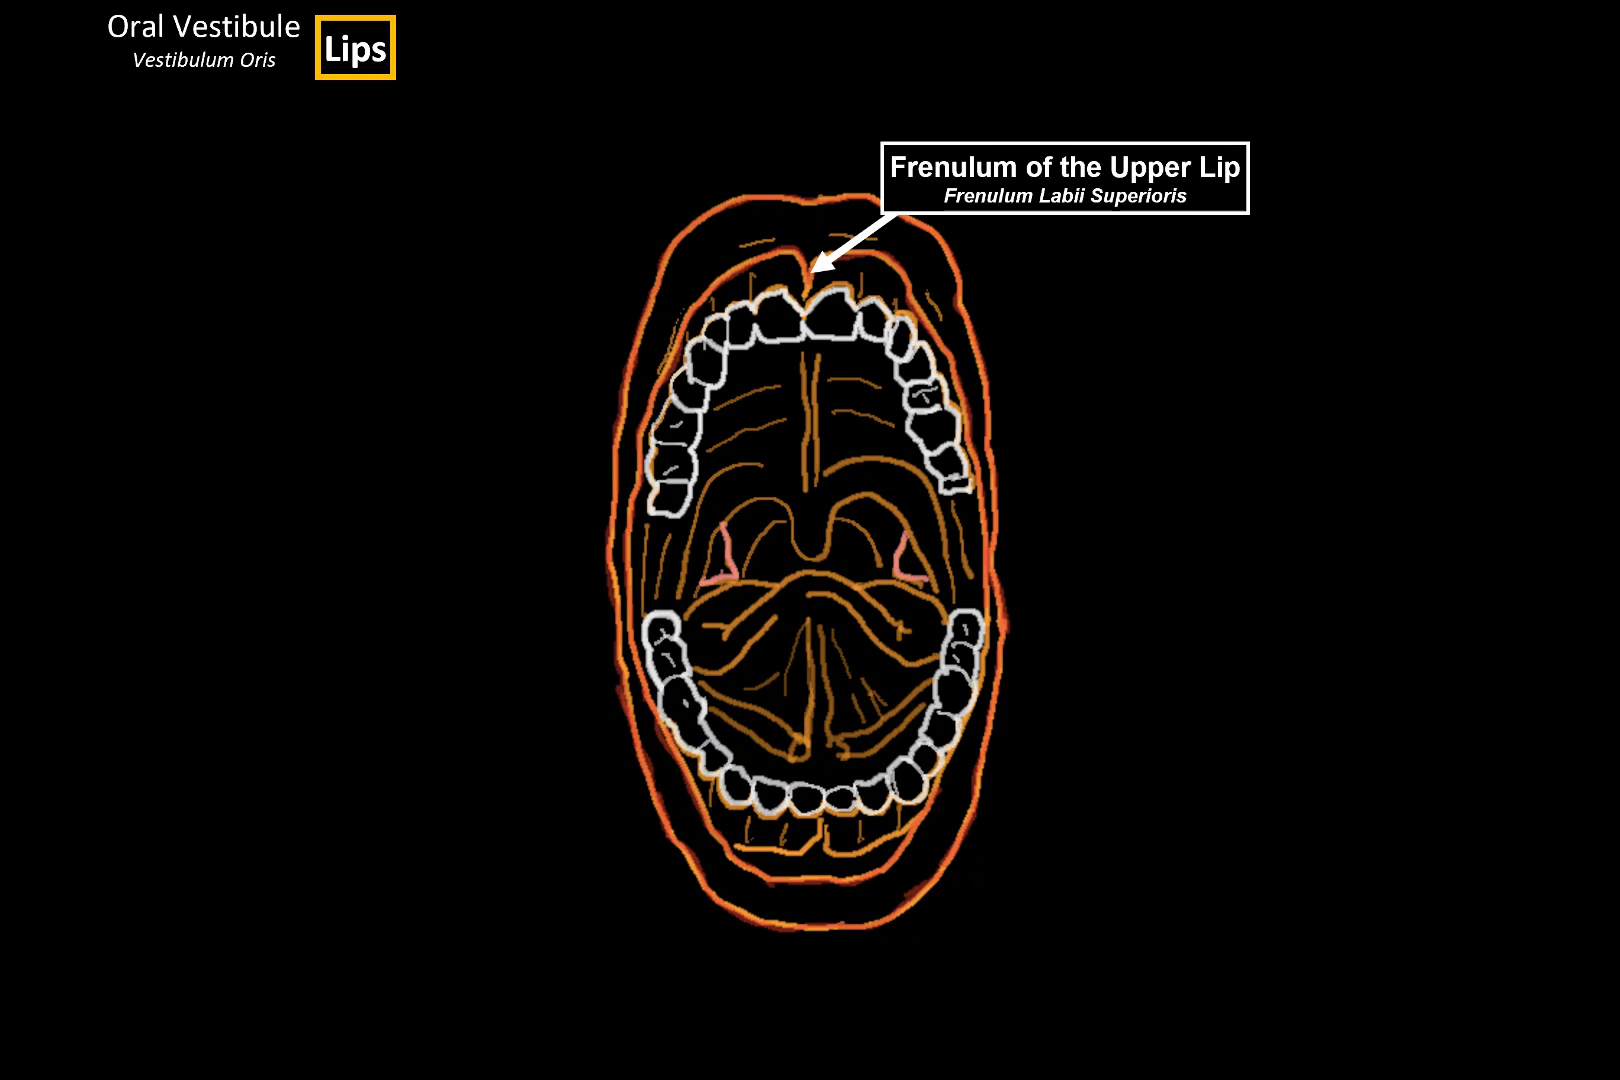 Oral Vestibule
Vestibulum Oris
Lips
Frenulum of the Upper Lip
Frenulum Labii Superioris